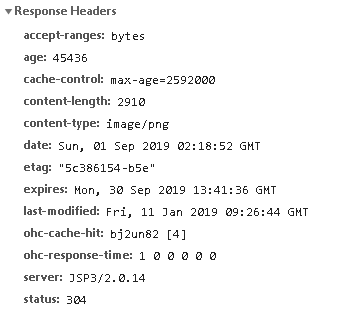 Response Headers
accept-ranges: bytes
age: 45436
cache-control: max-age=2592000
content-length: 2910
content-type: image/png
date: Sun, 01 Sep 2019 02:18:52 GMT
etag: "5c386154-b5e"
expires: Mon, 30 Sep 2019 13:41:36 GMT
last-modified: Fri, 11 Jan 2019 09:26:44 GMT
ohc-cache-hit: bj2un82 [4]
ohc-response-time: 1 0 0 0 0 0
server: JSP3/2.0.14
status: 304